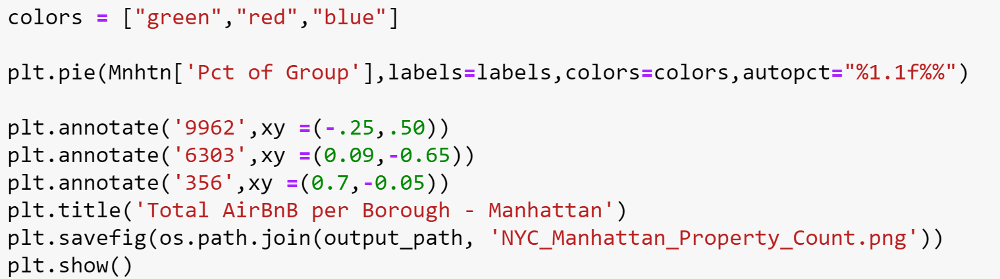 colors = ["green","red","blue"]
plt.pie(Mnhtn['Pct of Group'],labels=labels,colors=colors,autopct="%1.1f%%")
plt.annotate('9962',xy =(-.25,.50))
plt.annotate('6303',xy =(0.09,-0.65))
plt.annotate('356',xy =(0.7,-0.05))
plt.title('Total AirBnB per Borough - Manhattan')
plt.savefig(os.path.join(output_path, 'NYC_Manhattan_Property_Count.png'))
plt.show()